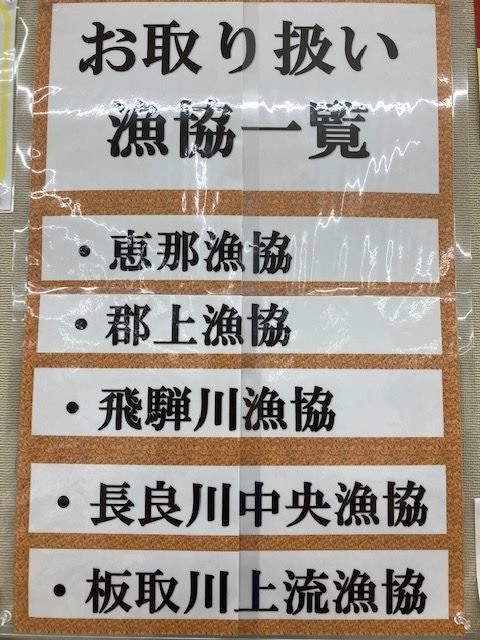 お取り扱い
漁協一覧
・恵那漁協
・郡上漁協
・飛騨川漁協
・長良川中央漁協
・板取川上流漁協